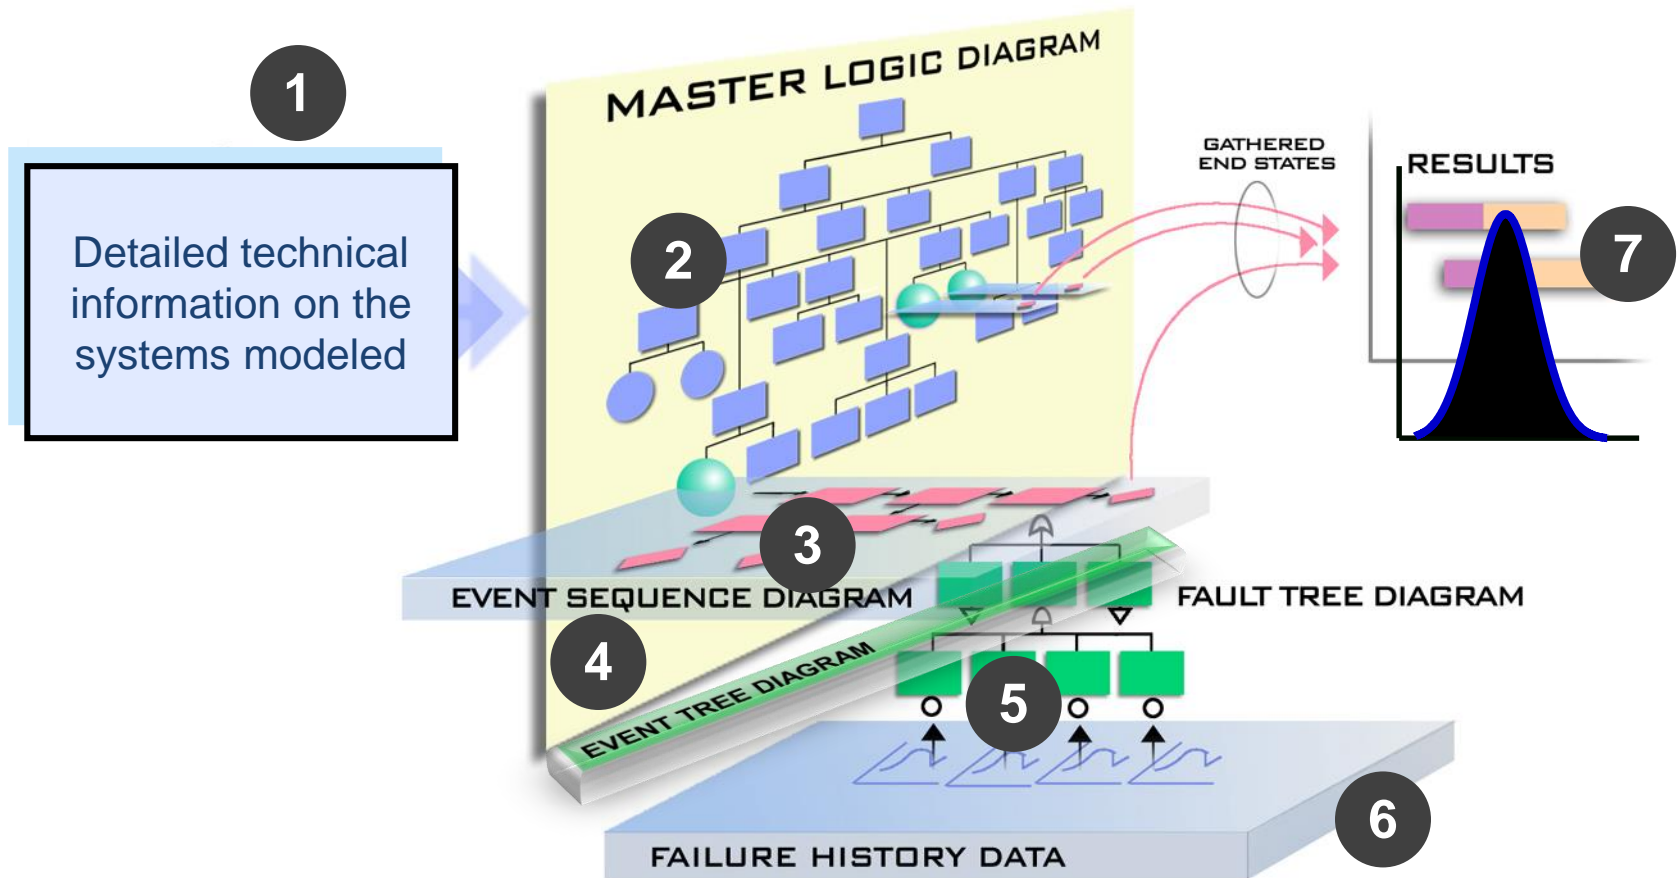 1
MASTER LOGIC DIAGRAM
Detailed technical
information on the
systems modeled
2
GATHERED
END STATES
RESULTS
7
3
EVENT SEQUENCE DIAGRAM
FAULT TREE DIAGRAM
4
EVENT TREE DIAGRAM
5
6
FAILURE HISTORY DATA